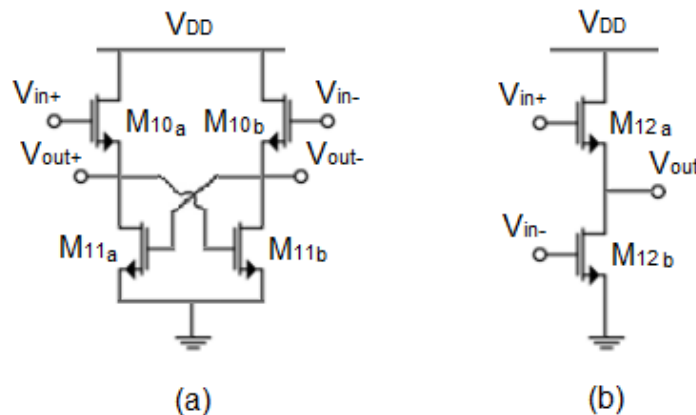 VDD VDD
Vin+ Vin- Vin+
M10a M10b M12a
Vout+ Vout- Vout
M11a M11b Vin- M12b
(a) (b)